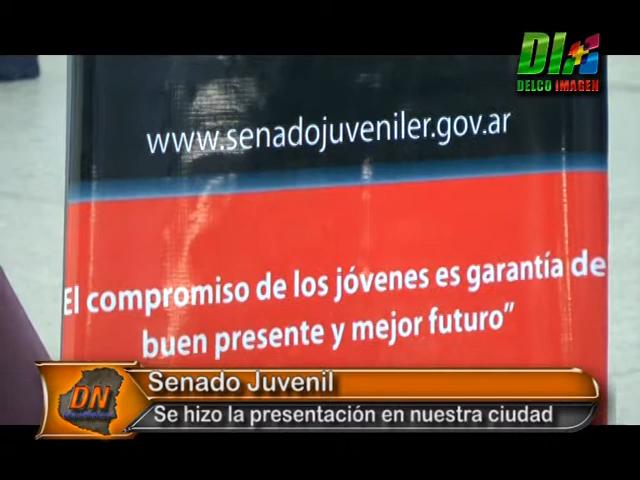 DIA+
DELCO IMAGEN
www.senadojuveniler.gov.ar
El compromiso de los jóvenes es garantía de
buen presente y mejor futuro”
DN
Senado Juvenil
Se hizo la presentación en nuestra ciudad